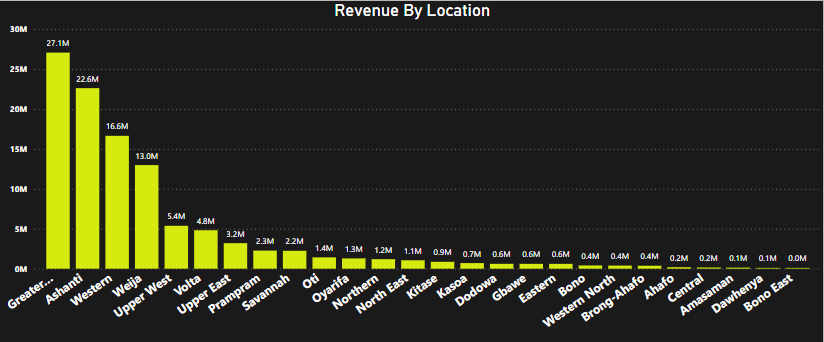 Revenue By Location
30M
25M
20M
15M
10M
5M
0M
27.1M
22.6M
16.6M
13.0M
5.4M
4.8M
3.2M
2.3M
2.2M
1.4M
1.3M
1.2M
1.1M
0.9M
0.7M
0.6M
0.6M
0.6M
0.4M
0.4M
0.4M
0.2M
0.2M
0.1M
0.1M
0.0M
Greater...
Ashanti
Western
Weija
Upper West
Volta
Upper East
Prampram
Savannah
Oti
Oyarifa
Northern
North East
Kitase
Kasoa
Dodowa
Gbawe
Eastern
Bono
Western North
Brong-Ahafo
Ahafo
Central
Amasaman
Dawhenya
Bono East